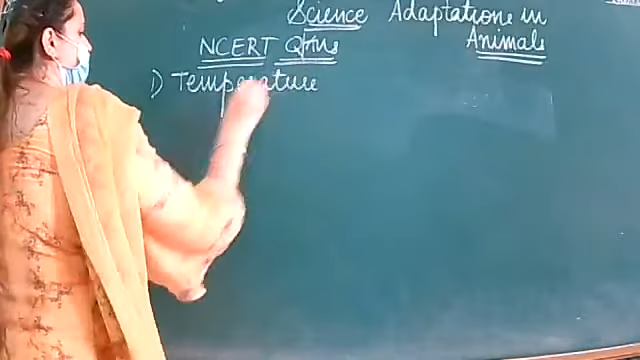 Science Adaptations in
Animals
NCERT Qtns
1) Temperature